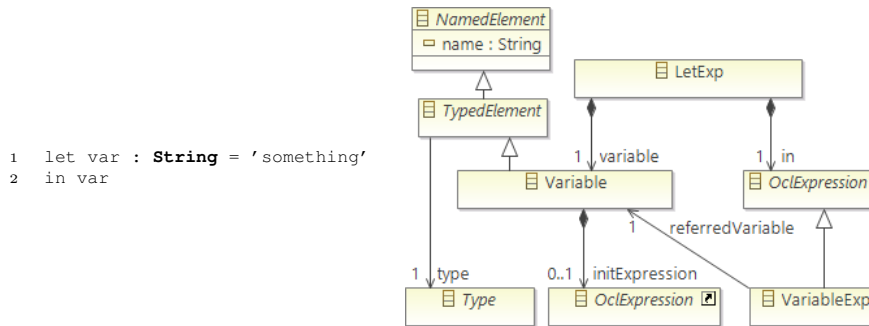 1 let var : String = 'something'
2 in var
NamedElement
name : String
LetExp
TypedElement
1 variable
1 in
Variable
OclExpression
referredVariable
1
1 type
0..1 initExpression
Type
OclExpression
VariableExp